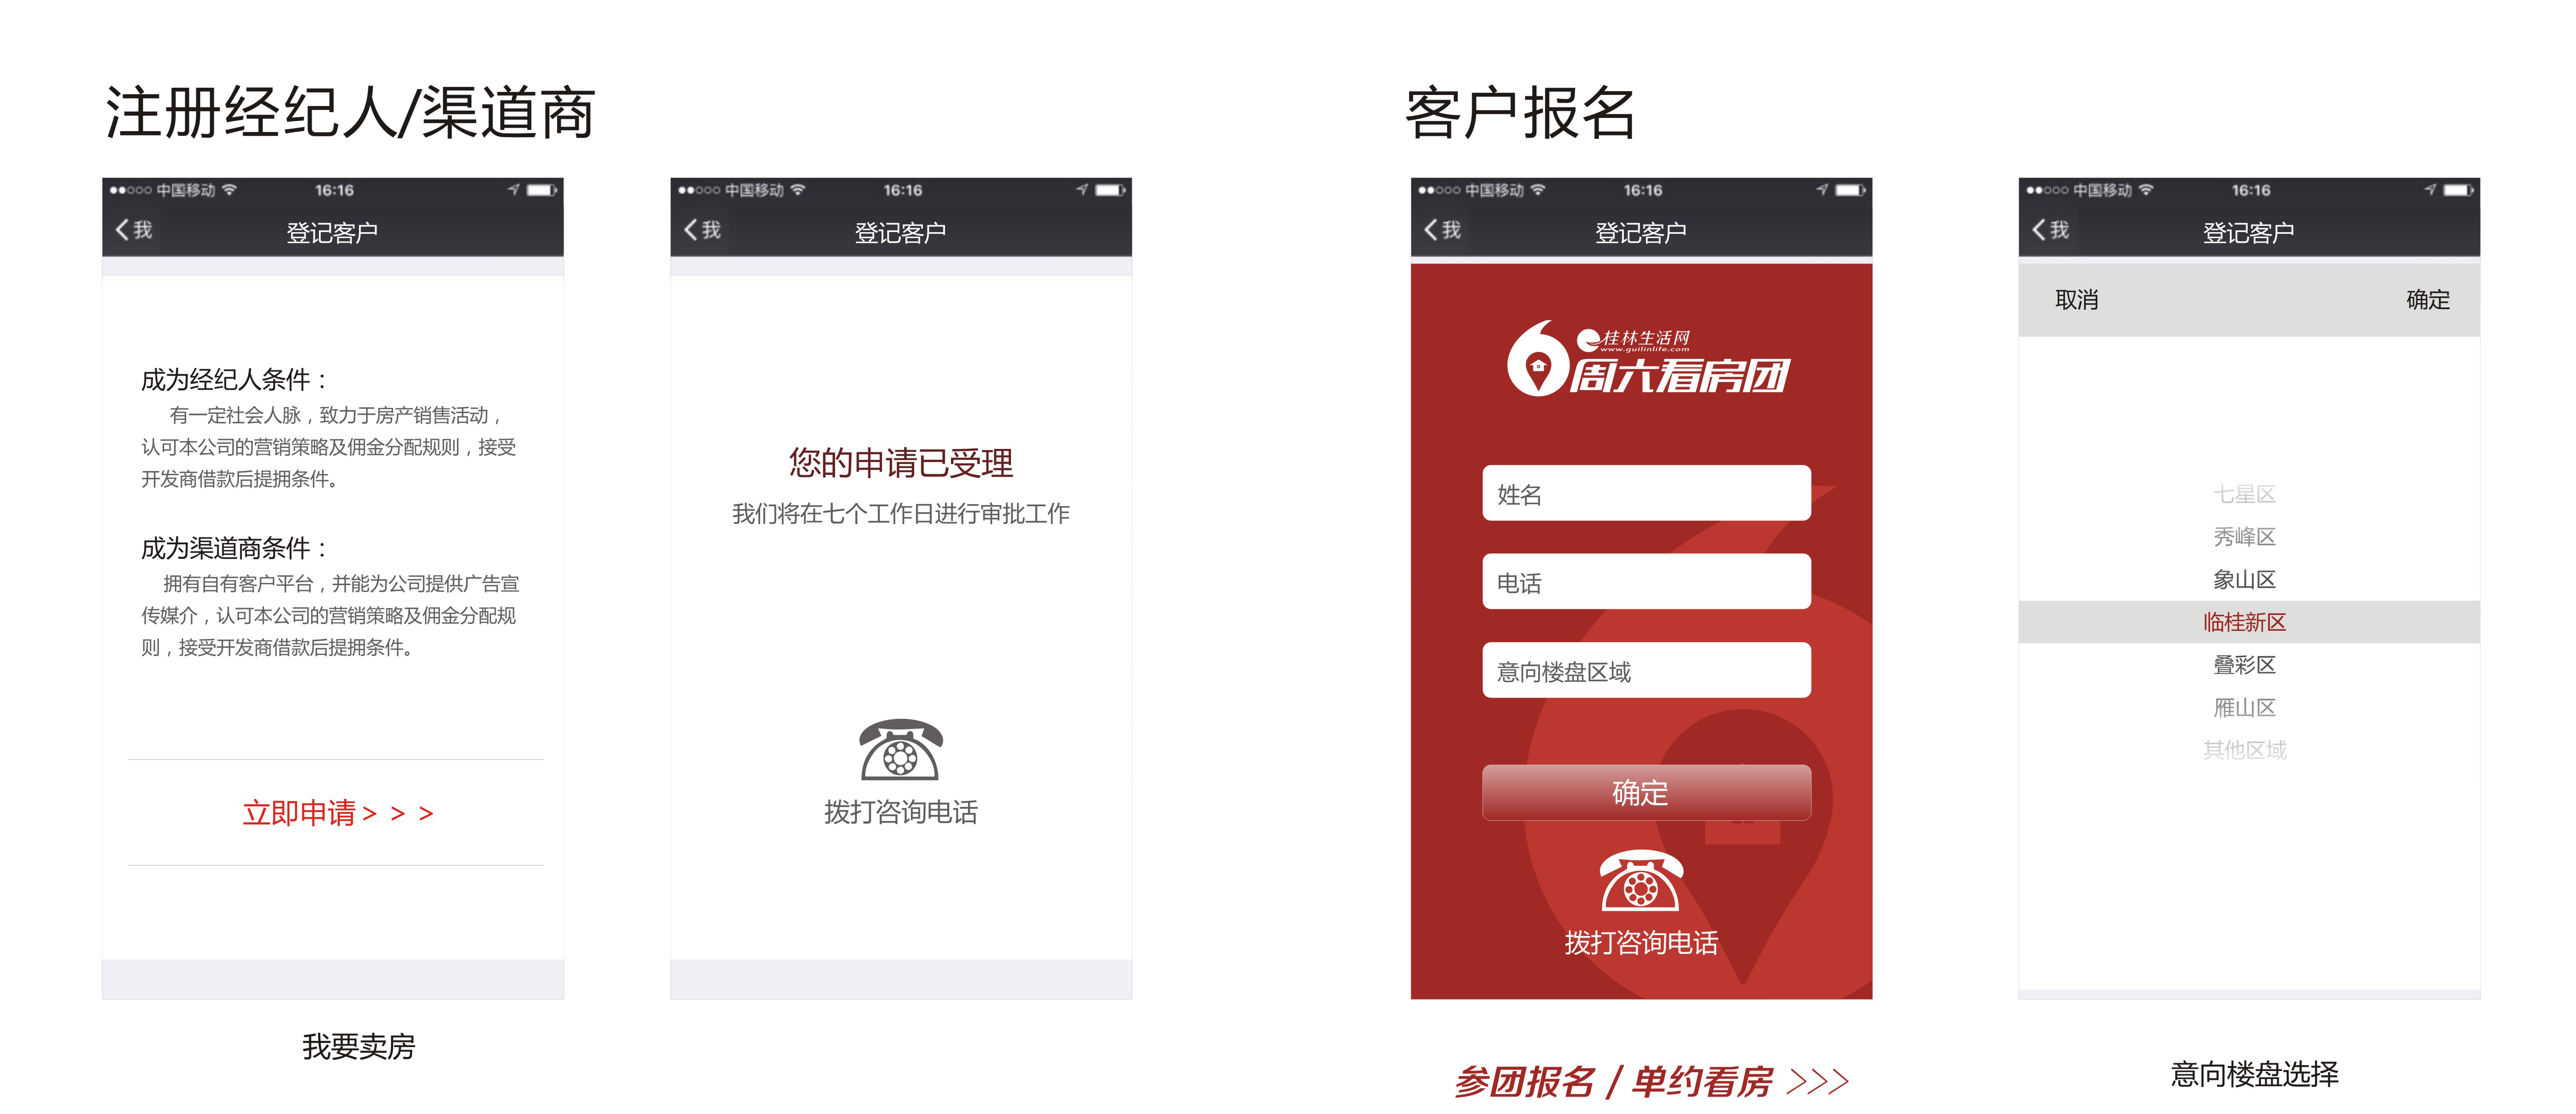 注册经纪人/渠道商
中国移动 16:16
我 登记客户
成为经纪人条件：
有一定社会人脉，致力于房产销售活动，
认可本公司的营销策略及佣金分配规则，接受
开发商借款后提拥条件。
成为渠道商条件：
拥有自有客户平台，并能为公司提供广告宣
传媒介，认可本公司的营销策略及佣金分配规
则，接受开发商借款后提拥条件。
立即申请＞＞＞
我要卖房
中国移动 16:16
我 登记客户
您的申请已受理
我们将在七个工作日进行审批工作
拨打咨询电话
客户报名
中国移动 16:16
我 登记客户
桂林生活网
www.guilinlife.com
周六看房团
姓名
电话
意向楼盘区域
确定
拨打咨询电话
参团报名 / 单约看房 >>>
中国移动 16:16
我 登记客户
取消 确定
七星区
秀峰区
象山区
临桂新区
叠彩区
雁山区
其他区域
意向楼盘选择